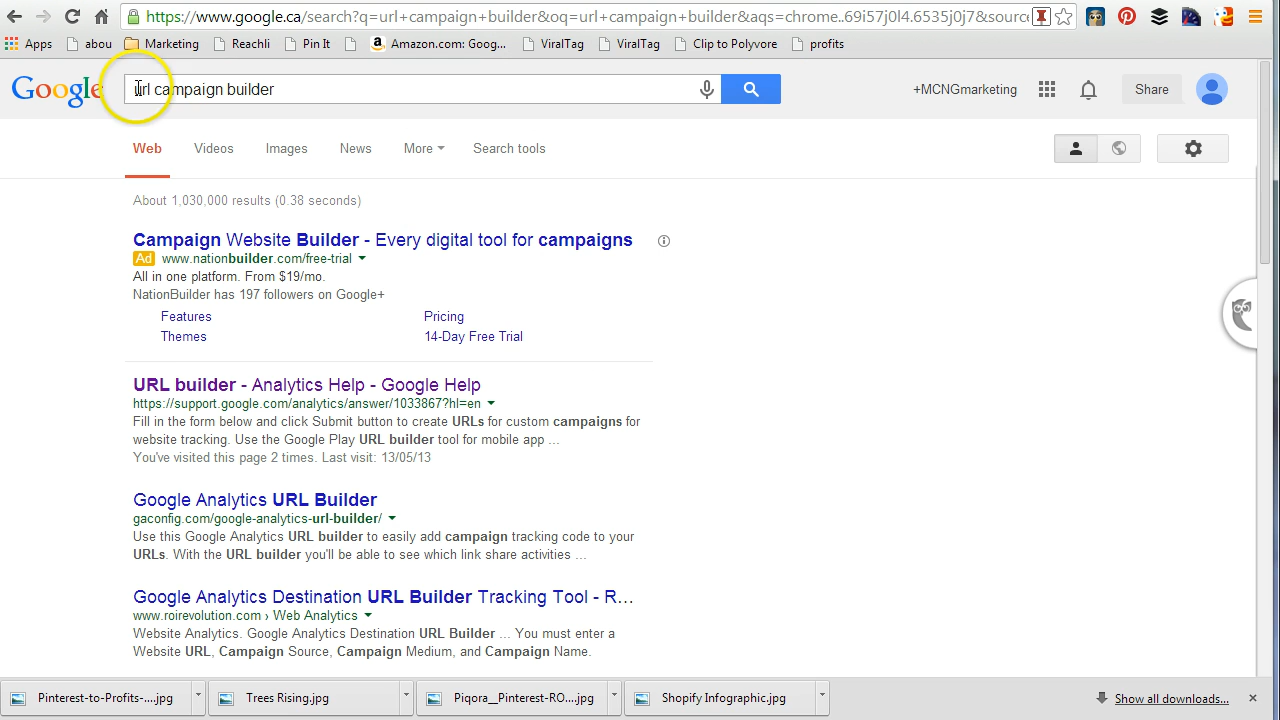 https://www.google.ca/search?q=url+campaign+builder&oq=url+campaign+builder&aqs=chrome..69i57j0l4.6535j0j7&source
Apps abou Marketing Reachli Pin It Amazon.com: Goog... ViralTag ViralTag Clip to Polyvore profits
Google url campaign builder +MCNGmarketing Share
Web Videos Images News More Search tools
About 1,030,000 results (0.38 seconds)
Campaign Website Builder - Every digital tool for campaigns
Ad www.nationbuilder.com/free-trial
All in one platform. From $19/mo.
NationBuilder has 197 followers on Google+
Features Pricing
Themes 14-Day Free Trial
URL builder - Analytics Help - Google Help
https://support.google.com/analytics/answer/1033867?hl=en
Fill in the form below and click Submit button to create URLs for custom campaigns for
website tracking. Use the Google Play URL builder tool for mobile app ...
You've visited this page 2 times. Last visit: 13/05/13
Google Analytics URL Builder
gaconfig.com/google-analytics-url-builder/
Use this Google Analytics URL builder to easily add campaign tracking code to your
URLs. With the URL builder you'll be able to see which link share activities ...
Google Analytics Destination URL Builder Tracking Tool - R...
www.roirevolution.com › Web Analytics
Website Analytics. Google Analytics Destination URL Builder ... You must enter a
Website URL, Campaign Source, Campaign Medium, and Campaign Name.
Pinterest-to-Profits-....jpg Trees Rising.jpg Piqora__Pinterest-RO....jpg Shopify Infographic.jpg Show all downloads...